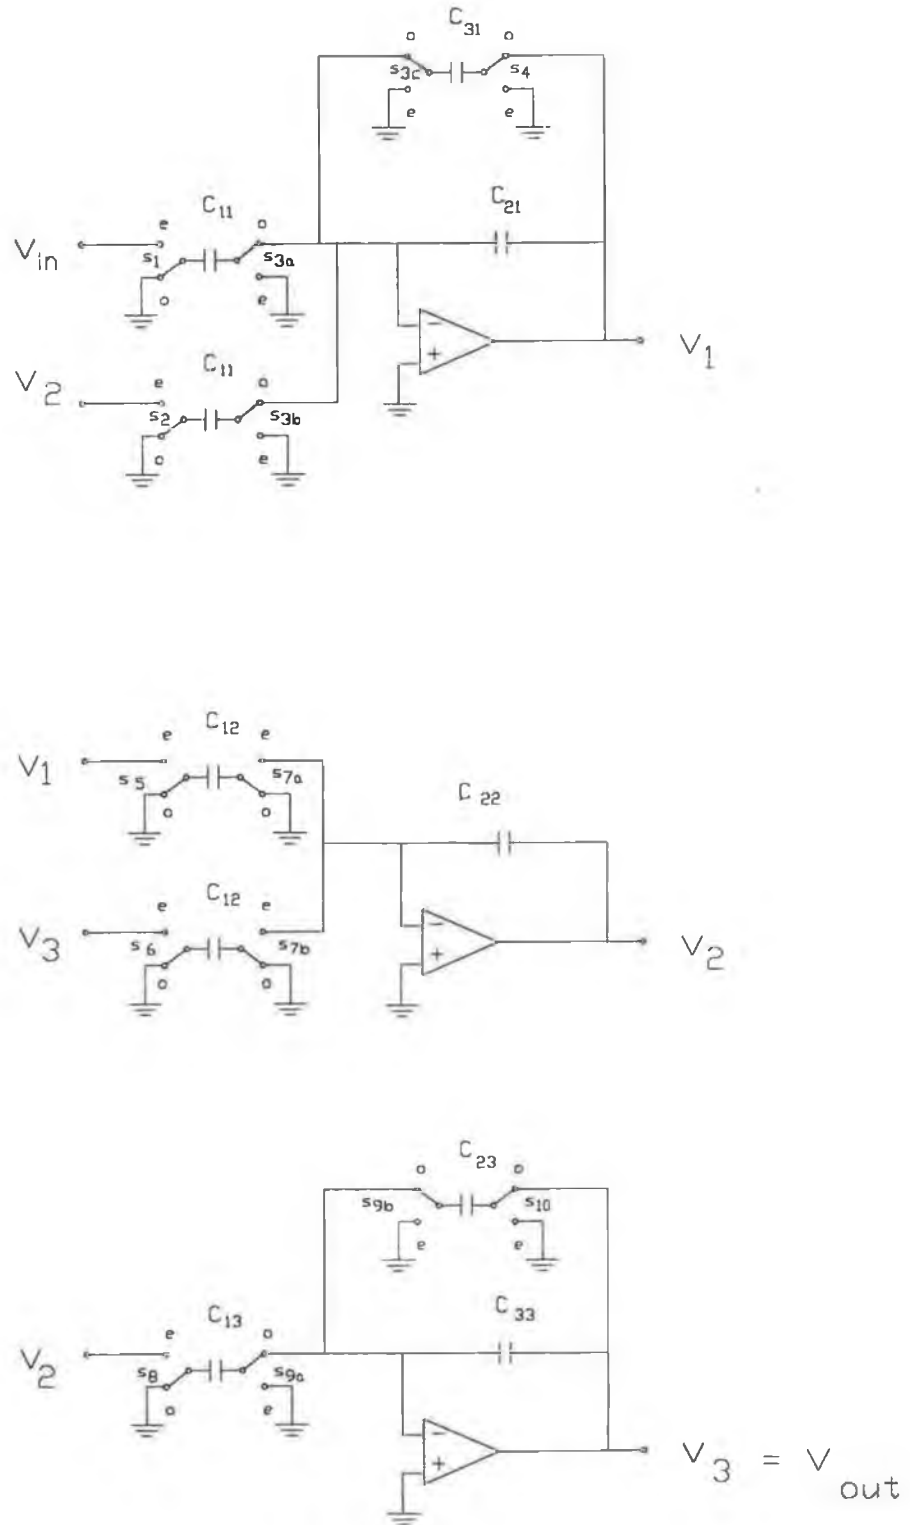 C31
o o
s3c s4
e e
C11 C21
e o
Vin s1 s3a
o e
V1
C11
V2 e o
s2 s3b
o e
C12
e e
V1 s5 s7a
o o
C22
C12
e e
V3 s6 s7b
o o
V2
C23
o o
s9b s10
e e
C13 C33
e o
V2 s8 s9a
o e
V3 = Vout